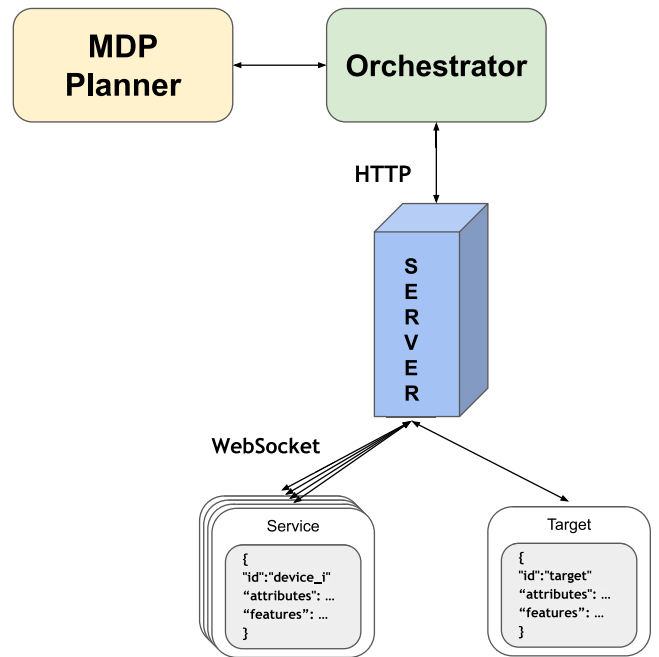 MDP
Planner
Orchestrator
HTTP
S
E
R
V
E
R
WebSocket
Service
{
"id":"device_i"
“attributes": ...
“features”: ...
}
Target
{
"id":"target"
“attributes": ...
“features”: ...
}